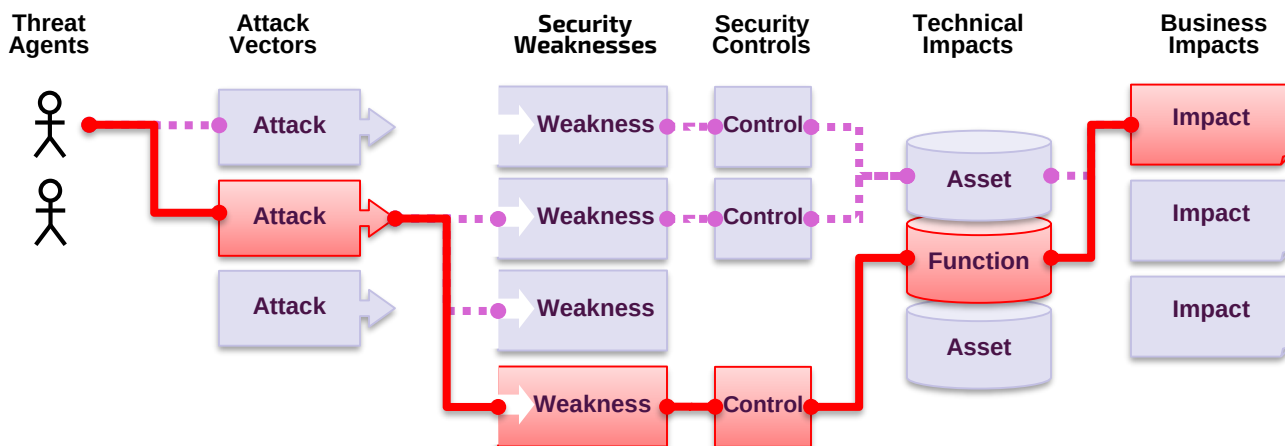 Threat Agents
Attack Vectors
Security Weaknesses
Security Controls
Technical Impacts
Business Impacts
Attack
Weakness
Control
Impact
Asset
Attack
Weakness
Control
Impact
Function
Attack
Weakness
Impact
Asset
Weakness
Control